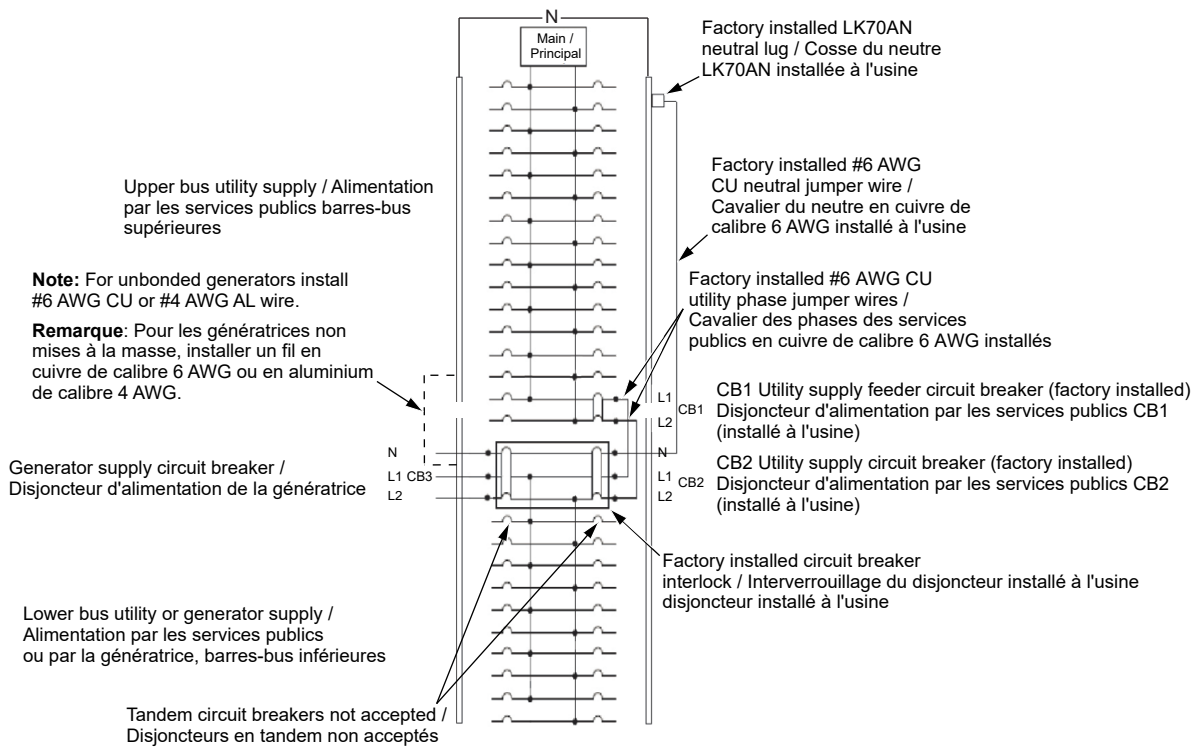 N
Main /
Principal
Factory installed LK70AN
neutral lug / Cosse du neutre
LK70AN installée à l'usine
Upper bus utility supply / Alimentation
par les services publics barres-bus
supérieures
Factory installed #6 AWG
CU neutral jumper wire /
Cavalier du neutre en cuivre de
calibre 6 AWG installé à l'usine
Note: For unbonded generators install
#6 AWG CU or #4 AWG AL wire.
Remarque: Pour les génératrices non
mises à la masse, installer un fil en
cuivre de calibre 6 AWG ou en aluminium
de calibre 4 AWG.
Factory installed #6 AWG CU
utility phase jumper wires /
Cavalier des phases des services
publics en cuivre de calibre 6 AWG installés
L1
CB1
L2
CB1 Utility supply feeder circuit breaker (factory installed)
Disjoncteur d'alimentation par les services publics CB1
(installé à l'usine)
Generator supply circuit breaker /
Disjoncteur d'alimentation de la génératrice
N
L1 CB3
L2
N
L1 CB2
L2
CB2 Utility supply circuit breaker (factory installed)
Disjoncteur d'alimentation par les services publics CB2
(installé à l'usine)
Factory installed circuit breaker
interlock / Interverrouillage du disjoncteur installé à l'usine
disjoncteur installé à l'usine
Lower bus utility or generator supply /
Alimentation par les services publics
ou par la génératrice, barres-bus inférieures
Tandem circuit breakers not accepted /
Disjoncteurs en tandem non acceptés